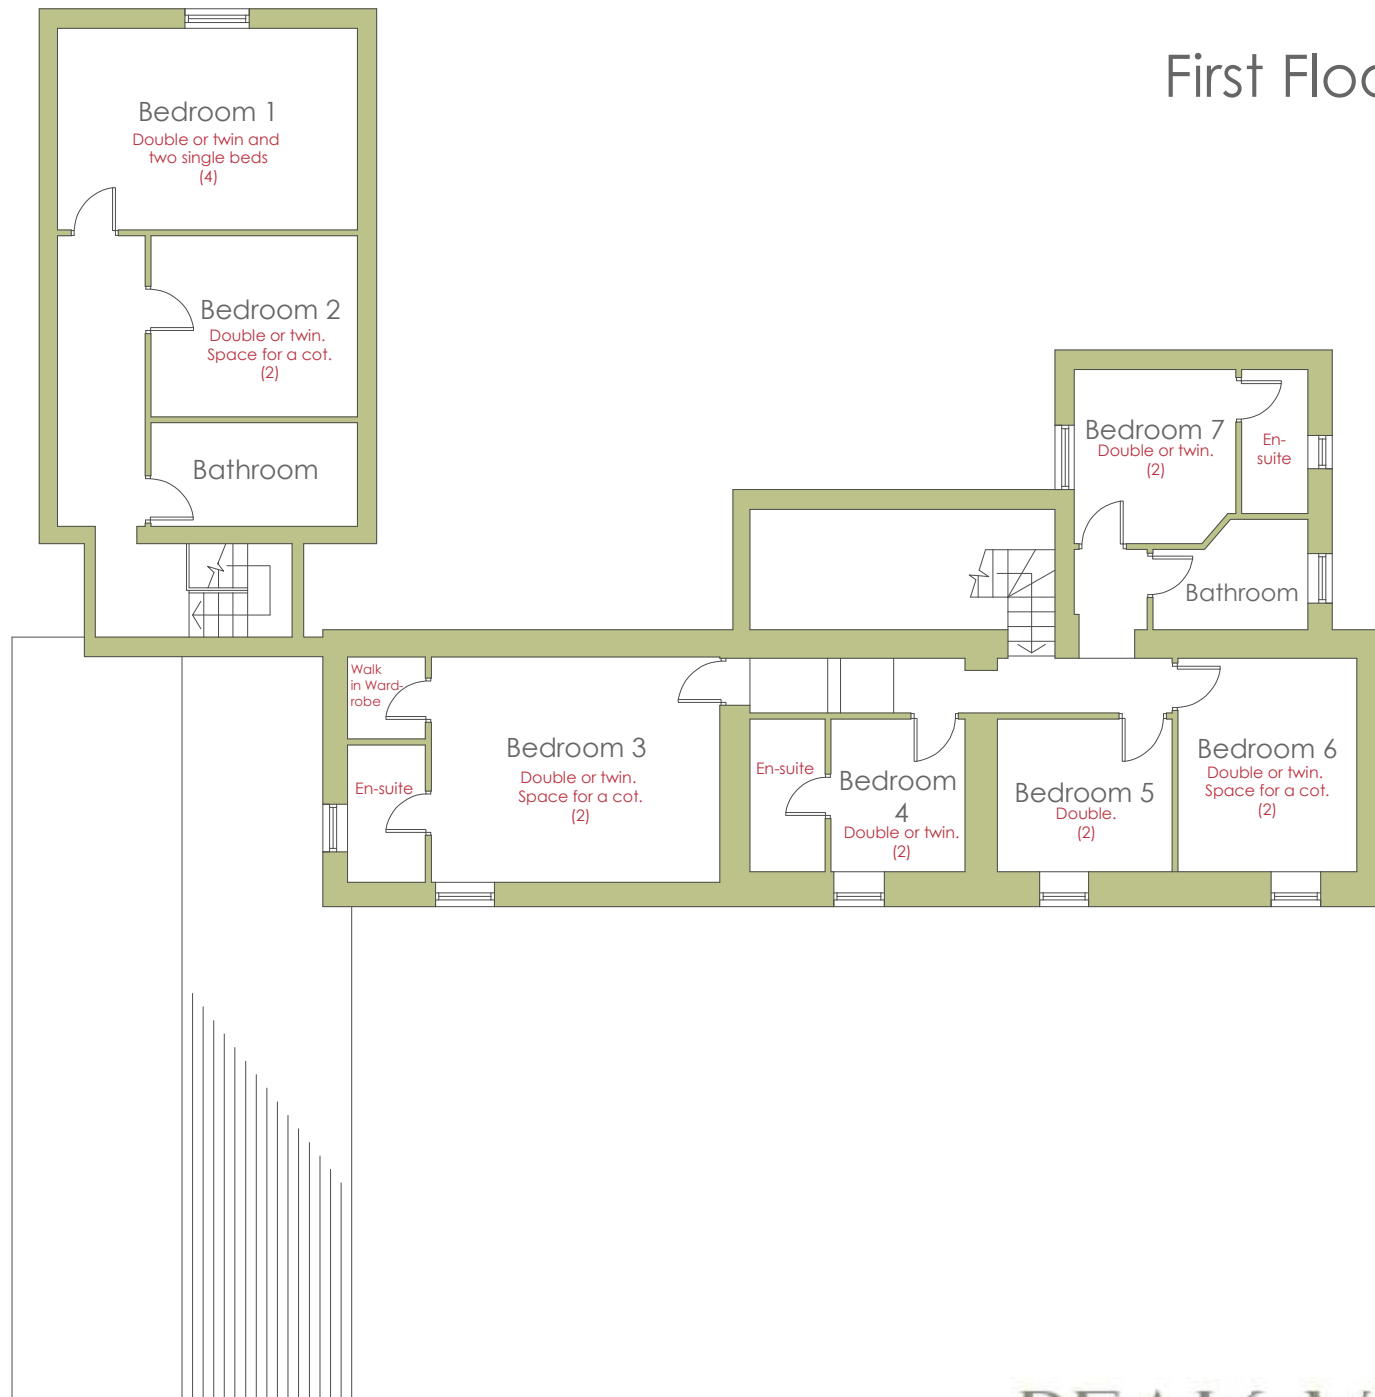 First Floo
Bedroom 1
Double or twin and
two single beds
(4)
Bedroom 2
Double or twin.
Space for a cot.
(2)
Bathroom
Bedroom 7
Double or twin.
(2)
En-
suite
Bathroom
Walk
in Ward-
robe
En-suite
Bedroom 3
Double or twin.
Space for a cot.
(2)
En-suite
Bedroom
4
Double or twin.
(2)
Bedroom 5
Double.
(2)
Bedroom 6
Double or twin.
Space for a cot.
(2)